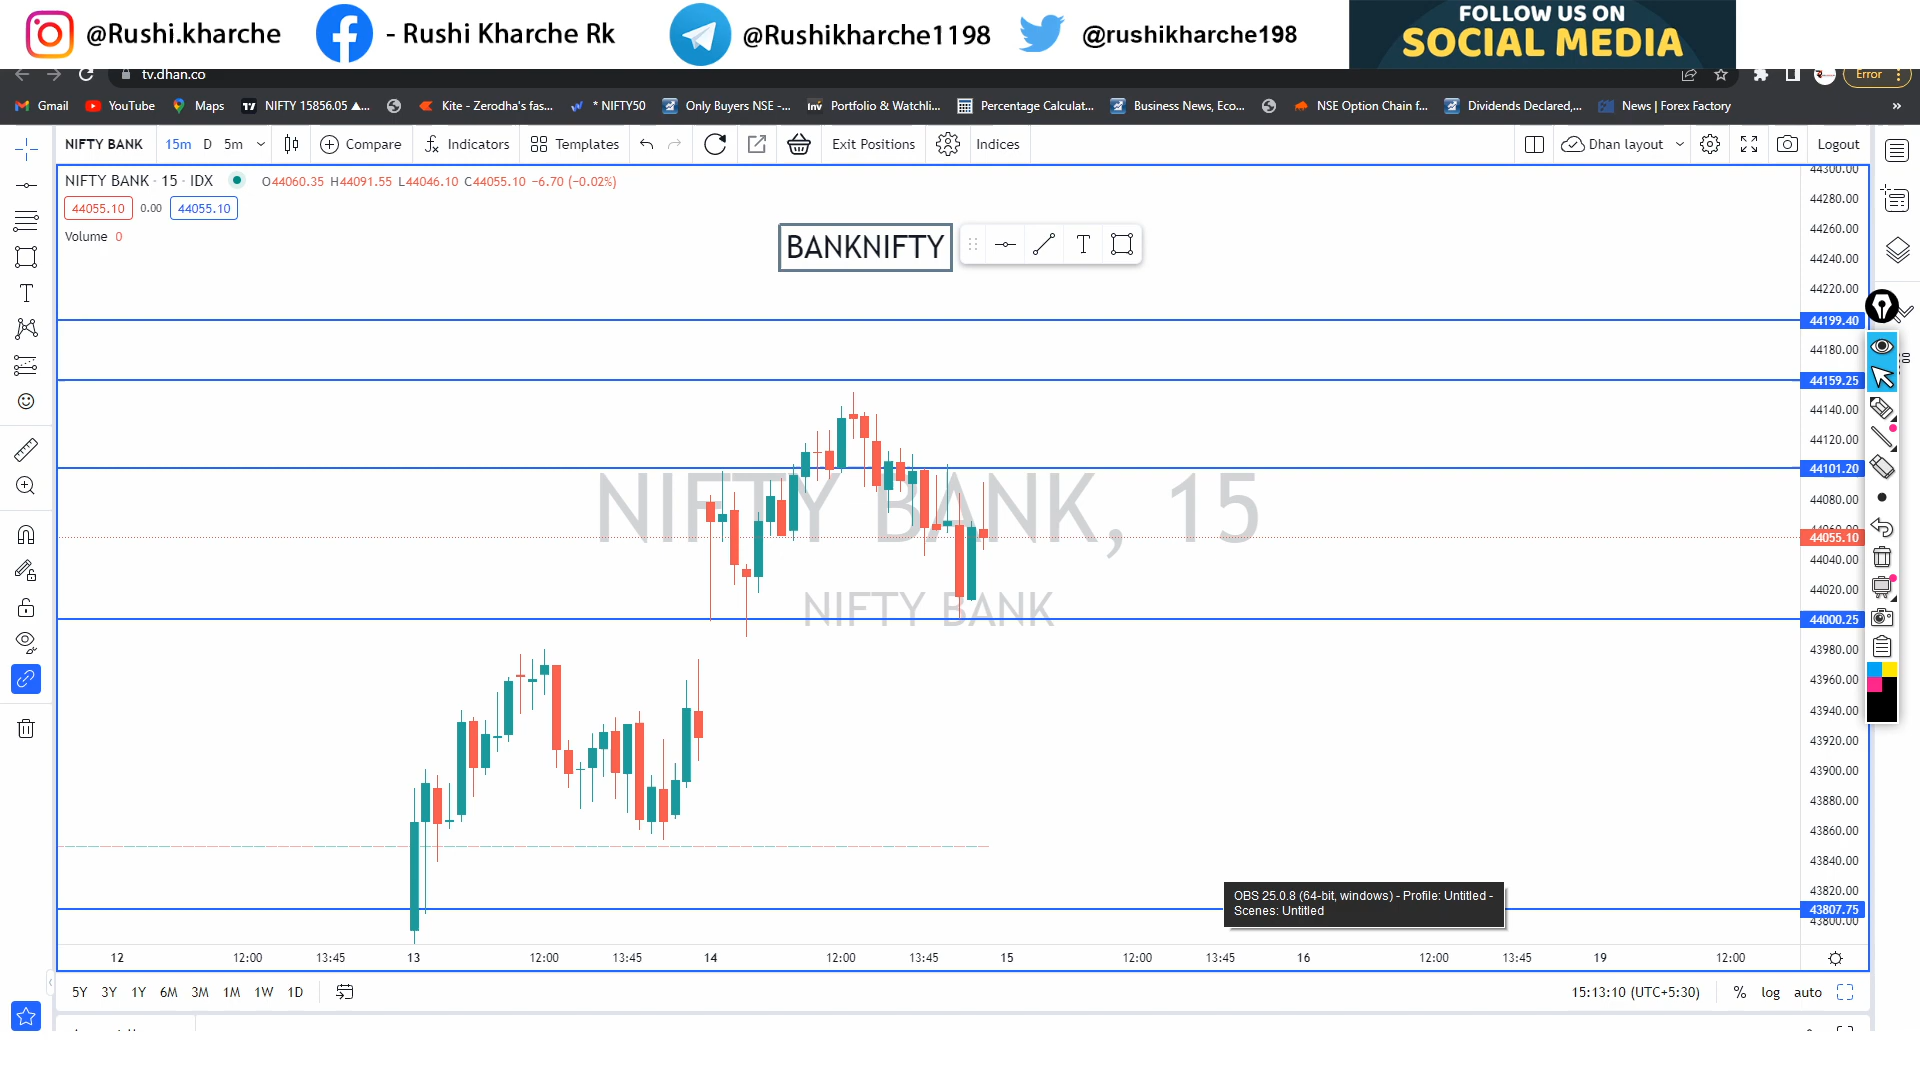 @Rushi.kharche
- Rushi Kharche Rk
@Rushikharche1198
@rushikharche198
FOLLOW US ON
SOCIAL MEDIA
tv.dhan.co
Error
Gmail
YouTube
Maps
NIFTY 15856.05 ▲...
Kite - Zerodha's fas...
* NIFTY50
Only Buyers NSE -...
Portfolio & Watchli...
Percentage Calculat...
Business News, Eco...
NSE Option Chain f...
Dividends Declared,...
News | Forex Factory
»
NIFTY BANK
15m
D
5m
Compare
Indicators
Templates
Exit Positions
Indices
Dhan layout
Logout
NIFTY BANK · 15 · IDX
O44060.35 H44091.55 L44046.10 C44055.10 −6.70 (−0.02%)
44055.10
0.00
44055.10
Volume 0
BANKNIFTY
NIFTY BANK, 15
NIFTY BANK
44300.00
44280.00
44260.00
44240.00
44220.00
44199.40
44180.00
44159.25
44140.00
44120.00
44101.20
44080.00
44060.00
44055.10
44040.00
44020.00
44000.25
43980.00
43960.00
43940.00
43920.00
43900.00
43880.00
43860.00
43840.00
43820.00
43807.75
43800.00
OBS 25.0.8 (64-bit, windows) - Profile: Untitled -
Scenes: Untitled
12
12:00
13:45
13
12:00
13:45
14
12:00
13:45
15
12:00
13:45
16
12:00
13:45
19
12:00
5Y
3Y
1Y
6M
3M
1M
1W
1D
15:13:10 (UTC+5:30)
%
log
auto